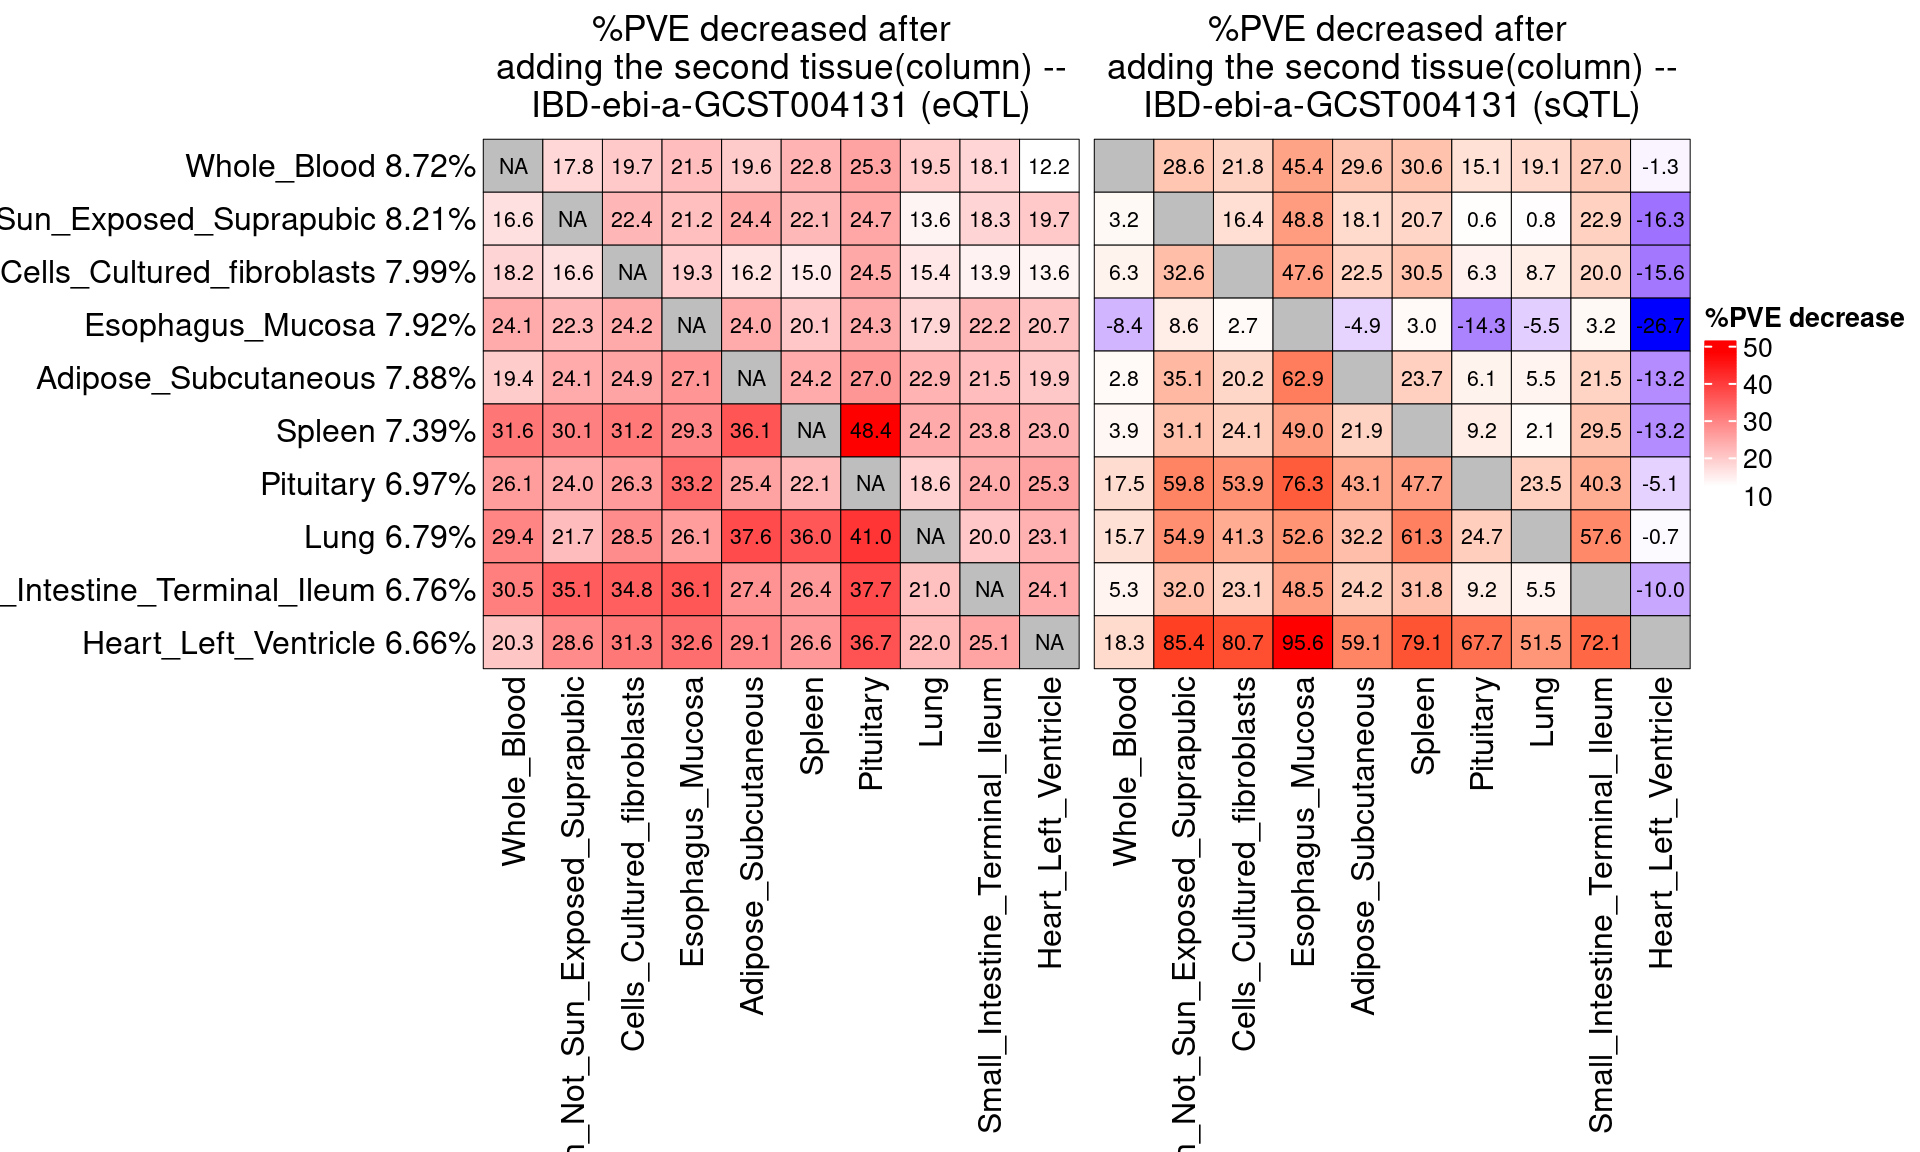 %PVE decreased after
adding the second tissue(column) --
IBD-ebi-a-GCST004131 (eQTL)
%PVE decreased after
adding the second tissue(column) --
IBD-ebi-a-GCST004131 (sQTL)
Whole_Blood 8.72% NA 17.8 19.7 21.5 19.6 22.8 25.3 19.5 18.1 12.2 28.6 21.8 45.4 29.6 30.6 15.1 19.1 27.0 -1.3
Sun_Exposed_Suprapubic 8.21% 16.6 NA 22.4 21.2 24.4 22.1 24.7 13.6 18.3 19.7 3.2 16.4 48.8 18.1 20.7 0.6 0.8 22.9 -16.3
Cells_Cultured_fibroblasts 7.99% 18.2 16.6 NA 19.3 16.2 15.0 24.5 15.4 13.9 13.6 6.3 32.6 47.6 22.5 30.5 6.3 8.7 20.0 -15.6
Esophagus_Mucosa 7.92% 24.1 22.3 24.2 NA 24.0 20.1 24.3 17.9 22.2 20.7 -8.4 8.6 2.7 -4.9 3.0 -14.3 -5.5 3.2 -26.7
Adipose_Subcutaneous 7.88% 19.4 24.1 24.9 27.1 NA 24.2 27.0 22.9 21.5 19.9 2.8 35.1 20.2 62.9 23.7 6.1 5.5 21.5 -13.2
Spleen 7.39% 31.6 30.1 31.2 29.3 36.1 NA 48.4 24.2 23.8 23.0 3.9 31.1 24.1 49.0 21.9 9.2 2.1 29.5 -13.2
Pituitary 6.97% 26.1 24.0 26.3 33.2 25.4 22.1 NA 18.6 24.0 25.3 17.5 59.8 53.9 76.3 43.1 47.7 23.5 40.3 -5.1
Lung 6.79% 29.4 21.7 28.5 26.1 37.6 36.0 41.0 NA 20.0 23.1 15.7 54.9 41.3 52.6 32.2 61.3 24.7 57.6 -0.7
_Intestine_Terminal_Ileum 6.76% 30.5 35.1 34.8 36.1 27.4 26.4 37.7 21.0 NA 24.1 5.3 32.0 23.1 48.5 24.2 31.8 9.2 5.5 -10.0
Heart_Left_Ventricle 6.66% 20.3 28.6 31.3 32.6 29.1 26.6 36.7 22.0 25.1 NA 18.3 85.4 80.7 95.6 59.1 79.1 67.7 51.5 72.1
Whole_Blood
n_Not_Sun_Exposed_Suprapubic
Cells_Cultured_fibroblasts
Esophagus_Mucosa
Adipose_Subcutaneous
Spleen
Pituitary
Lung
Small_Intestine_Terminal_Ileum
Heart_Left_Ventricle
Whole_Blood
n_Not_Sun_Exposed_Suprapubic
Cells_Cultured_fibroblasts
Esophagus_Mucosa
Adipose_Subcutaneous
Spleen
Pituitary
Lung
Small_Intestine_Terminal_Ileum
Heart_Left_Ventricle
%PVE decrease
50
40
30
20
10